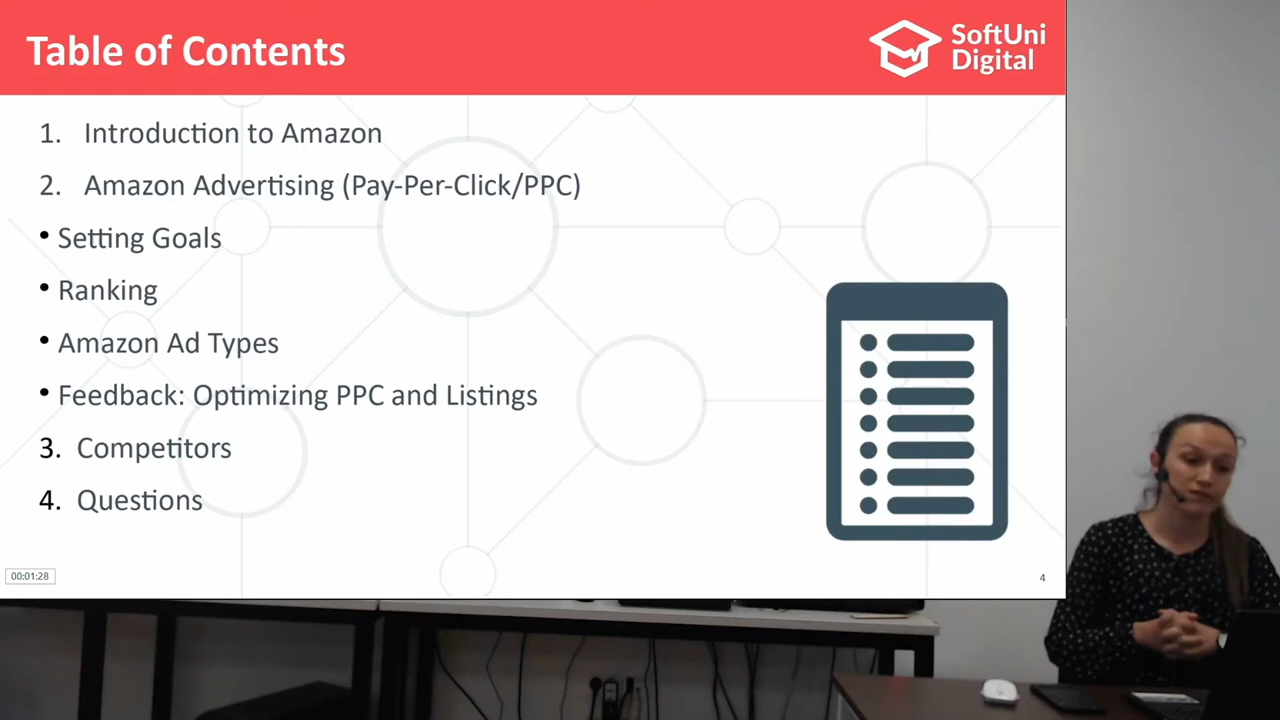 Table of Contents
SoftUni
Digital
1. Introduction to Amazon
2. Amazon Advertising (Pay-Per-Click/PPC)
• Setting Goals
• Ranking
• Amazon Ad Types
• Feedback: Optimizing PPC and Listings
3. Competitors
4. Questions
00:01:28
4